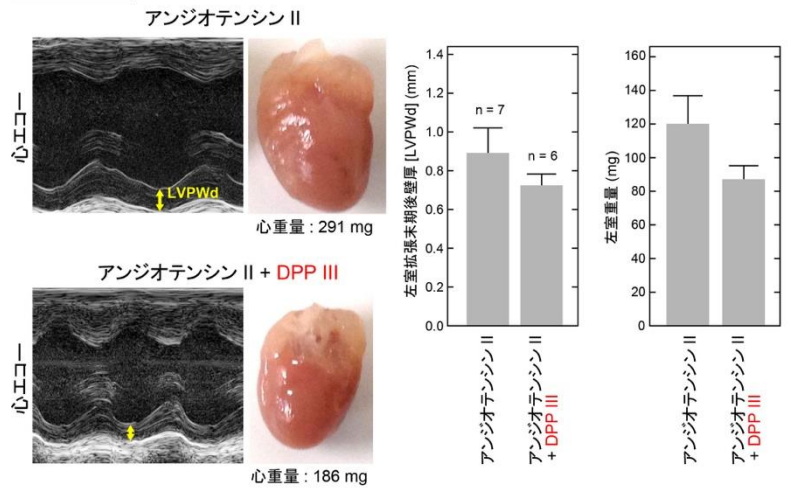 アンジオテンシン II
心エコー
LVPWd
心重量 : 291 mg
アンジオテンシン II + DPP III
心エコー
心重量 : 186 mg
左室拡張末期後壁厚 [LVPWd] (mm)
1.4
1.2
1.0
0.8
0.6
0.4
0.2
0.0
n = 7
n = 6
アンジオテンシン II
アンジオテンシン II
+ DPP III
左室重量 (mg)
160
140
120
100
80
60
40
20
0
アンジオテンシン II
アンジオテンシン II
+ DPP III